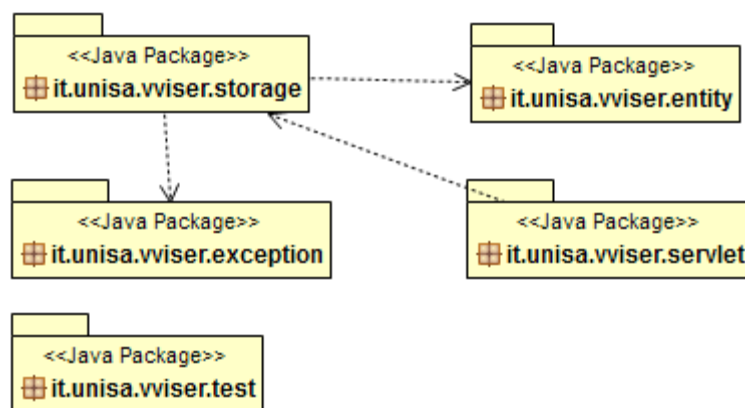 <<Java Package>>
it.unisa.vviser.storage
<<Java Package>>
it.unisa.vviser.entity
<<Java Package>>
it.unisa.vviser.exception
<<Java Package>>
it.unisa.vviser.servlet
<<Java Package>>
it.unisa.vviser.test